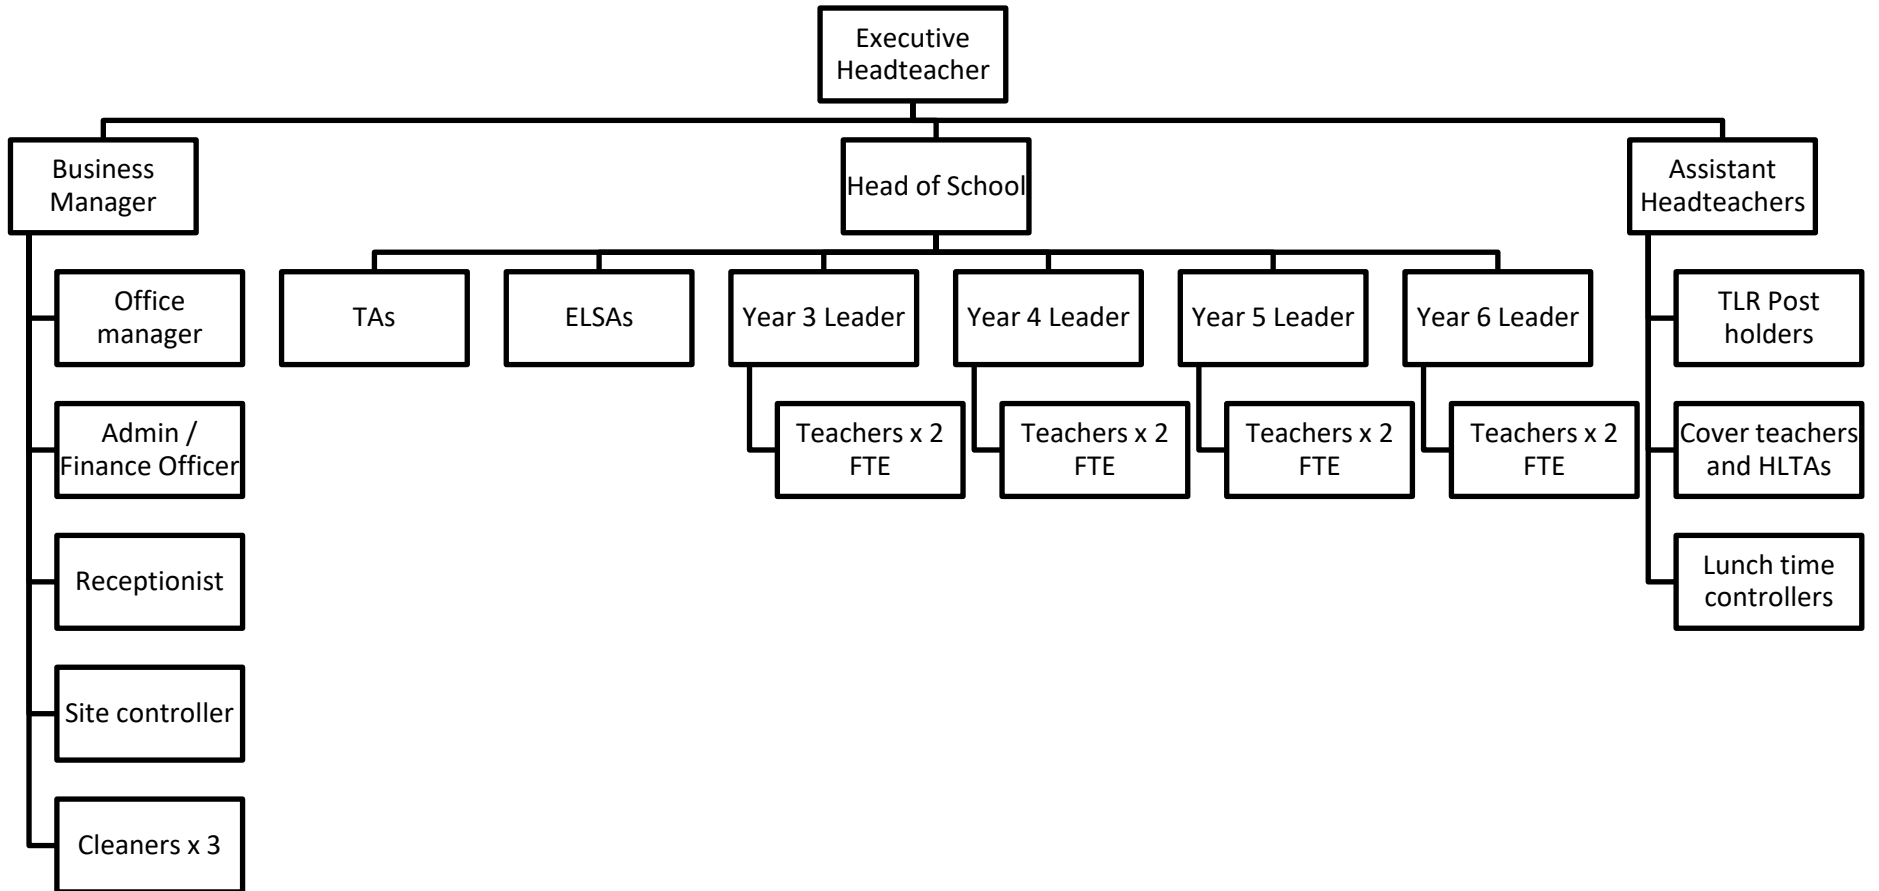 Executive
Headteacher
Business
Manager
Head of School
Assistant
Headteachers
Office
manager
TAs
ELSAs
Year 3 Leader
Year 4 Leader
Year 5 Leader
Year 6 Leader
TLR Post
holders
Admin /
Finance Officer
Teachers x 2
FTE
Teachers x 2
FTE
Teachers x 2
FTE
Teachers x 2
FTE
Cover teachers
and HLTAs
Receptionist
Lunch time
controllers
Site controller
Cleaners x 3